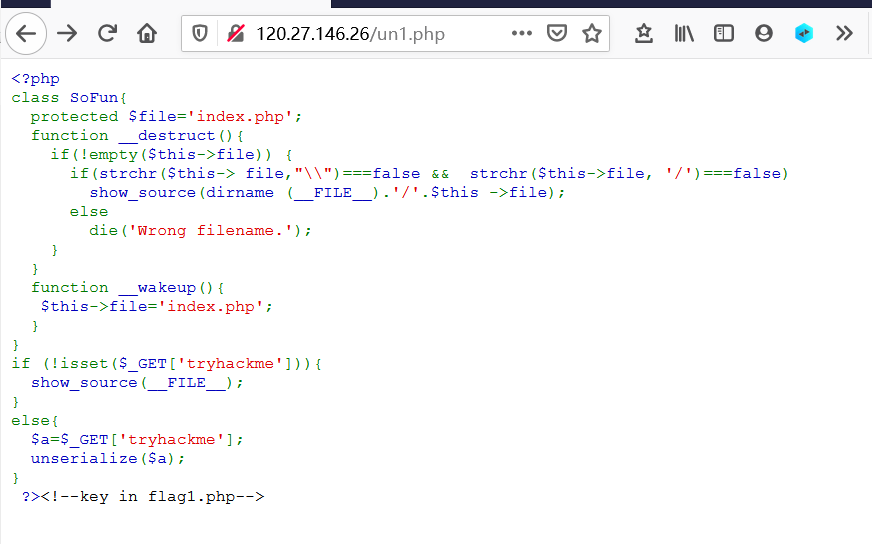 120.27.146.26/un1.php
<?php
class SoFun{
  protected $file='index.php';
  function __destruct(){
    if(!empty($this->file)) {
      if(strchr($this-> file,"\\")===false &&  strchr($this->file, '/')===false)
        show_source(dirname (__FILE__).'/'.$this ->file);
      else
        die('Wrong filename.');
    }
  }
  function __wakeup(){
   $this->file='index.php';
  }
}
if (!isset($_GET['tryhackme'])){
  show_source(__FILE__);
}
else{
  $a=$_GET['tryhackme'];
  unserialize($a);
}
 ?><!--key in flag1.php-->